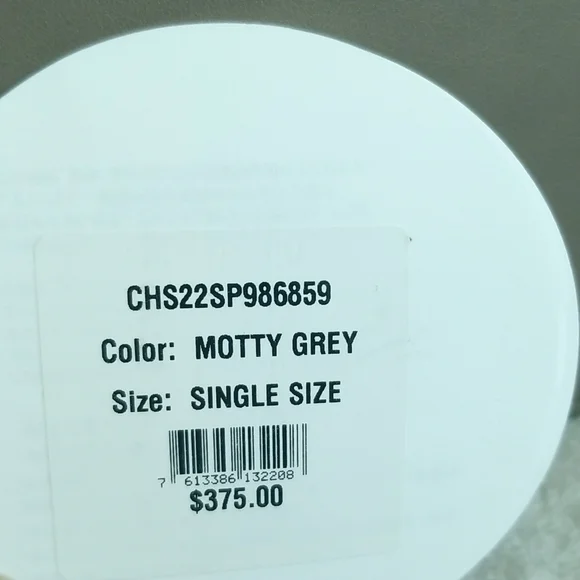 CHS22SP986859
Color: MOTTY GREY
Size: SINGLE SIZE
7 613386 132208
$375.00